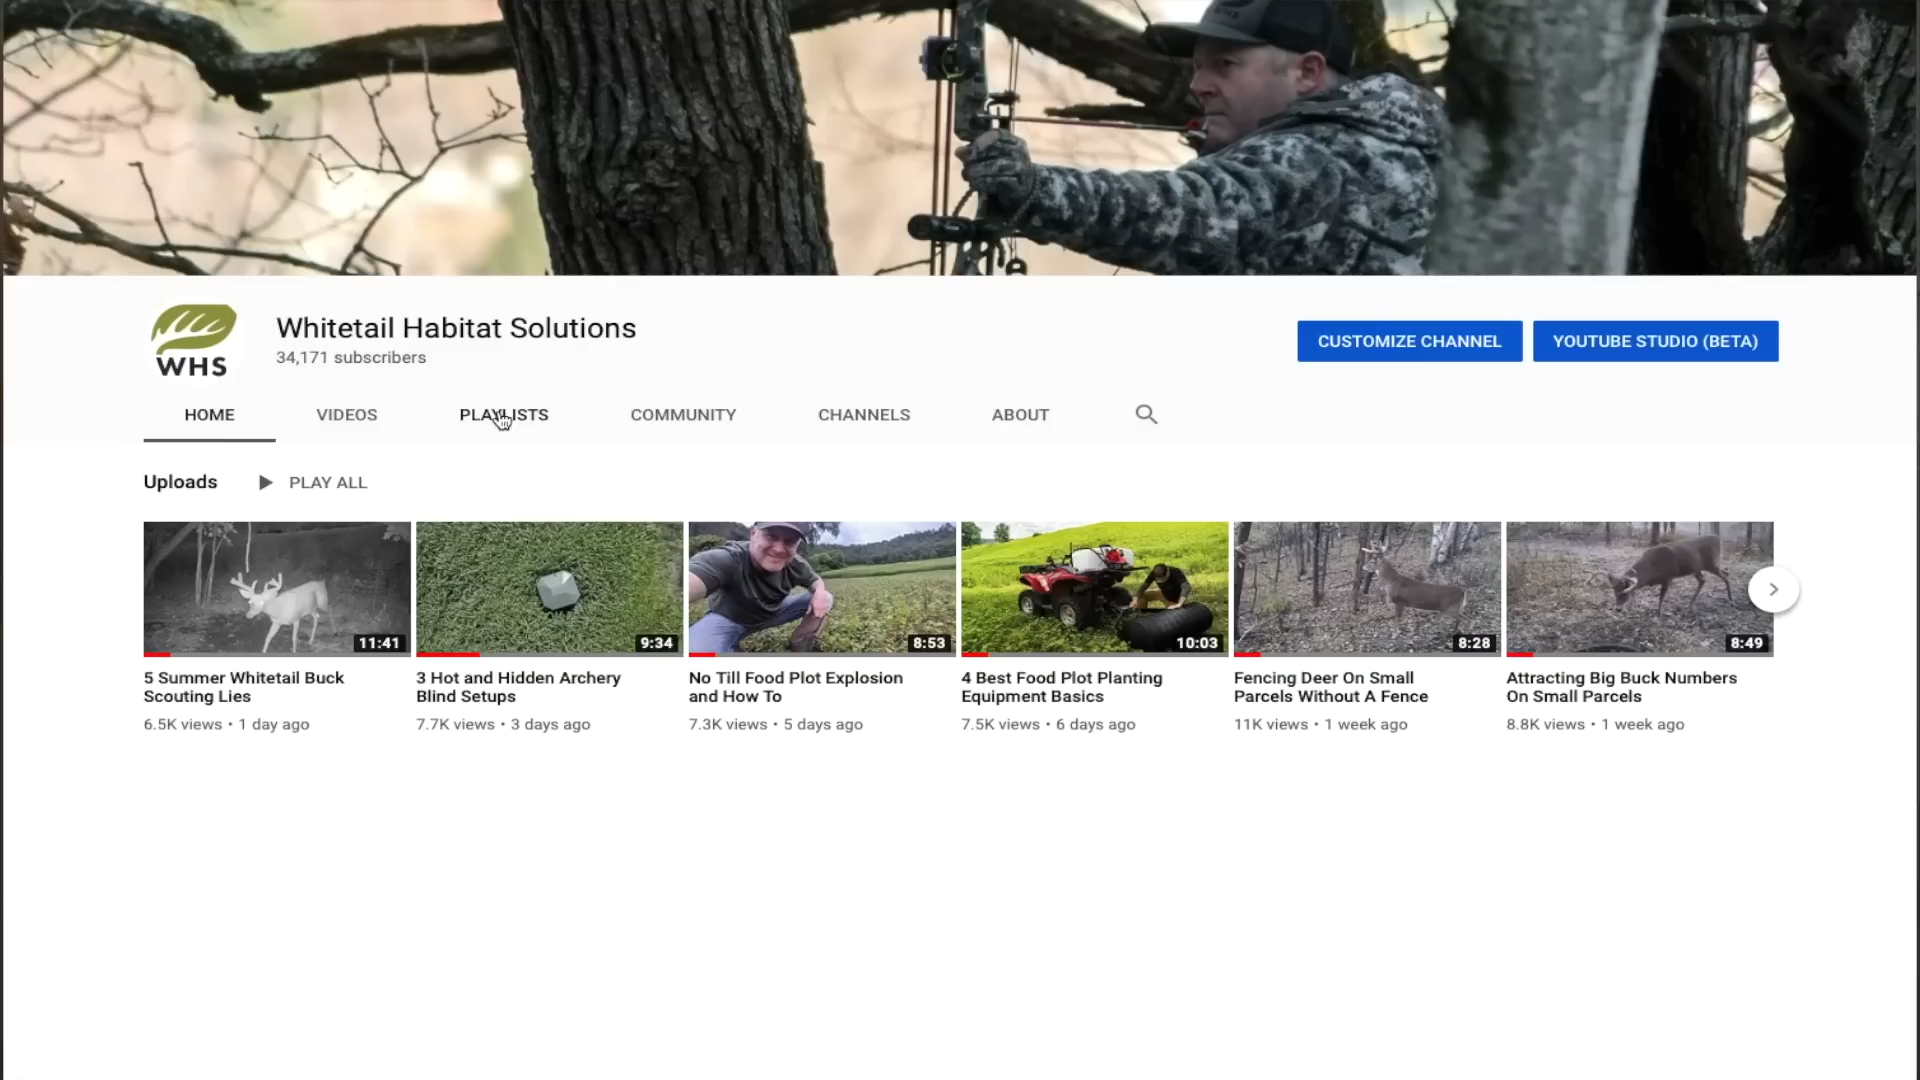 WHS
Whitetail Habitat Solutions
34,171 subscribers
CUSTOMIZE CHANNEL
YOUTUBE STUDIO (BETA)
HOME
VIDEOS
PLAYLISTS
COMMUNITY
CHANNELS
ABOUT
Uploads
PLAY ALL
11:41
9:34
8:53
10:03
8:28
8:49
5 Summer Whitetail Buck
Scouting Lies
6.5K views • 1 day ago
3 Hot and Hidden Archery
Blind Setups
7.7K views • 3 days ago
No Till Food Plot Explosion
and How To
7.3K views • 5 days ago
4 Best Food Plot Planting
Equipment Basics
7.5K views • 6 days ago
Fencing Deer On Small
Parcels Without A Fence
11K views • 1 week ago
Attracting Big Buck Numbers
On Small Parcels
8.8K views • 1 week ago